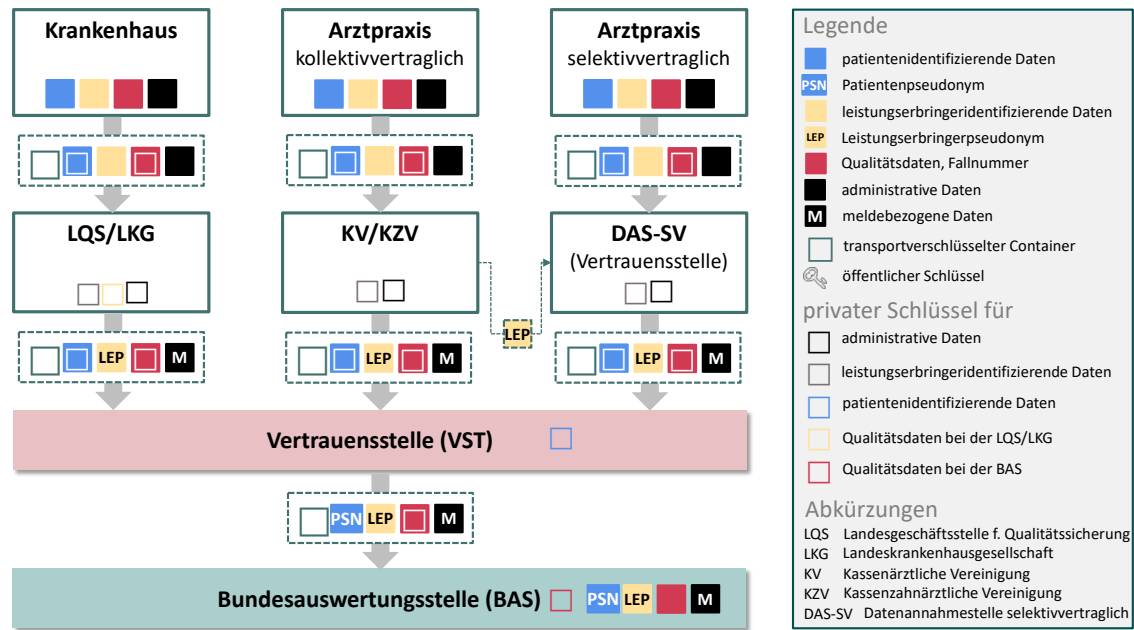 Krankenhaus
Arztpraxis
kollektivvertraglich
Arztpraxis
selektivvertraglich
LQS/LKG
KV/KZV
DAS-SV
(Vertrauensstelle)
LEP
LEP
M
LEP
M
LEP
M
Vertrauensstelle (VST)
PSN
LEP
M
Bundesauswertungsstelle (BAS)
PSN
LEP
M
Legende
patientenidentifizierende Daten
PSN Patientenpseudonym
leistungserbringeridentifizierende Daten
LEP Leistungserbringerpseudonym
Qualitätsdaten, Fallnummer
administrative Daten
M meldebezogene Daten
transportverschlüsselter Container
öffentlicher Schlüssel
privater Schlüssel für
administrative Daten
leistungserbringeridentifizierende Daten
patientenidentifizierende Daten
Qualitätsdaten bei der LQS/LKG
Qualitätsdaten bei der BAS
Abkürzungen
LQS Landesgeschäftsstelle f. Qualitätssicherung
LKG Landeskrankenhausgesellschaft
KV Kassenärztliche Vereinigung
KZV Kassenzahnärztliche Vereinigung
DAS-SV Datenannahmestelle selektivvertraglich